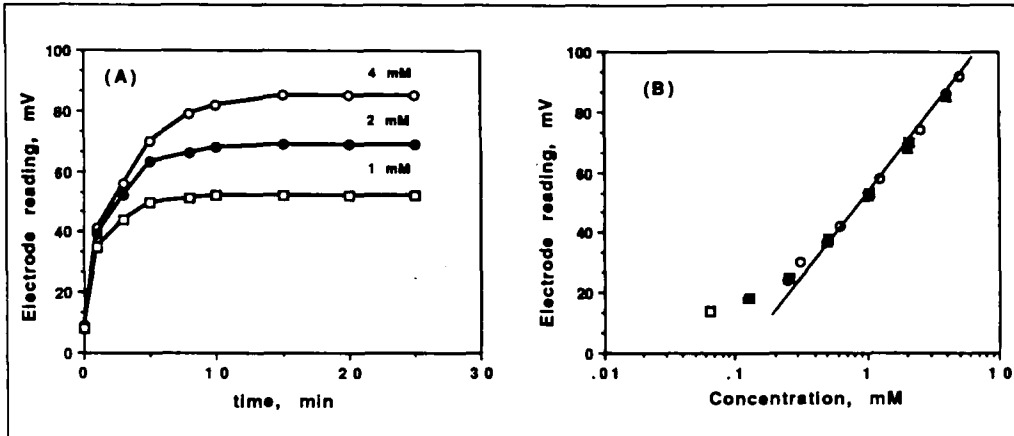 (A)
4 mM
2 mM
1 mM
100
80
60
40
20
0
Electrode reading, mV
0
10
20
30
time, min
(B)
100
80
60
40
20
0
Electrode reading, mV
.01
.1
1
10
Concentration, mM